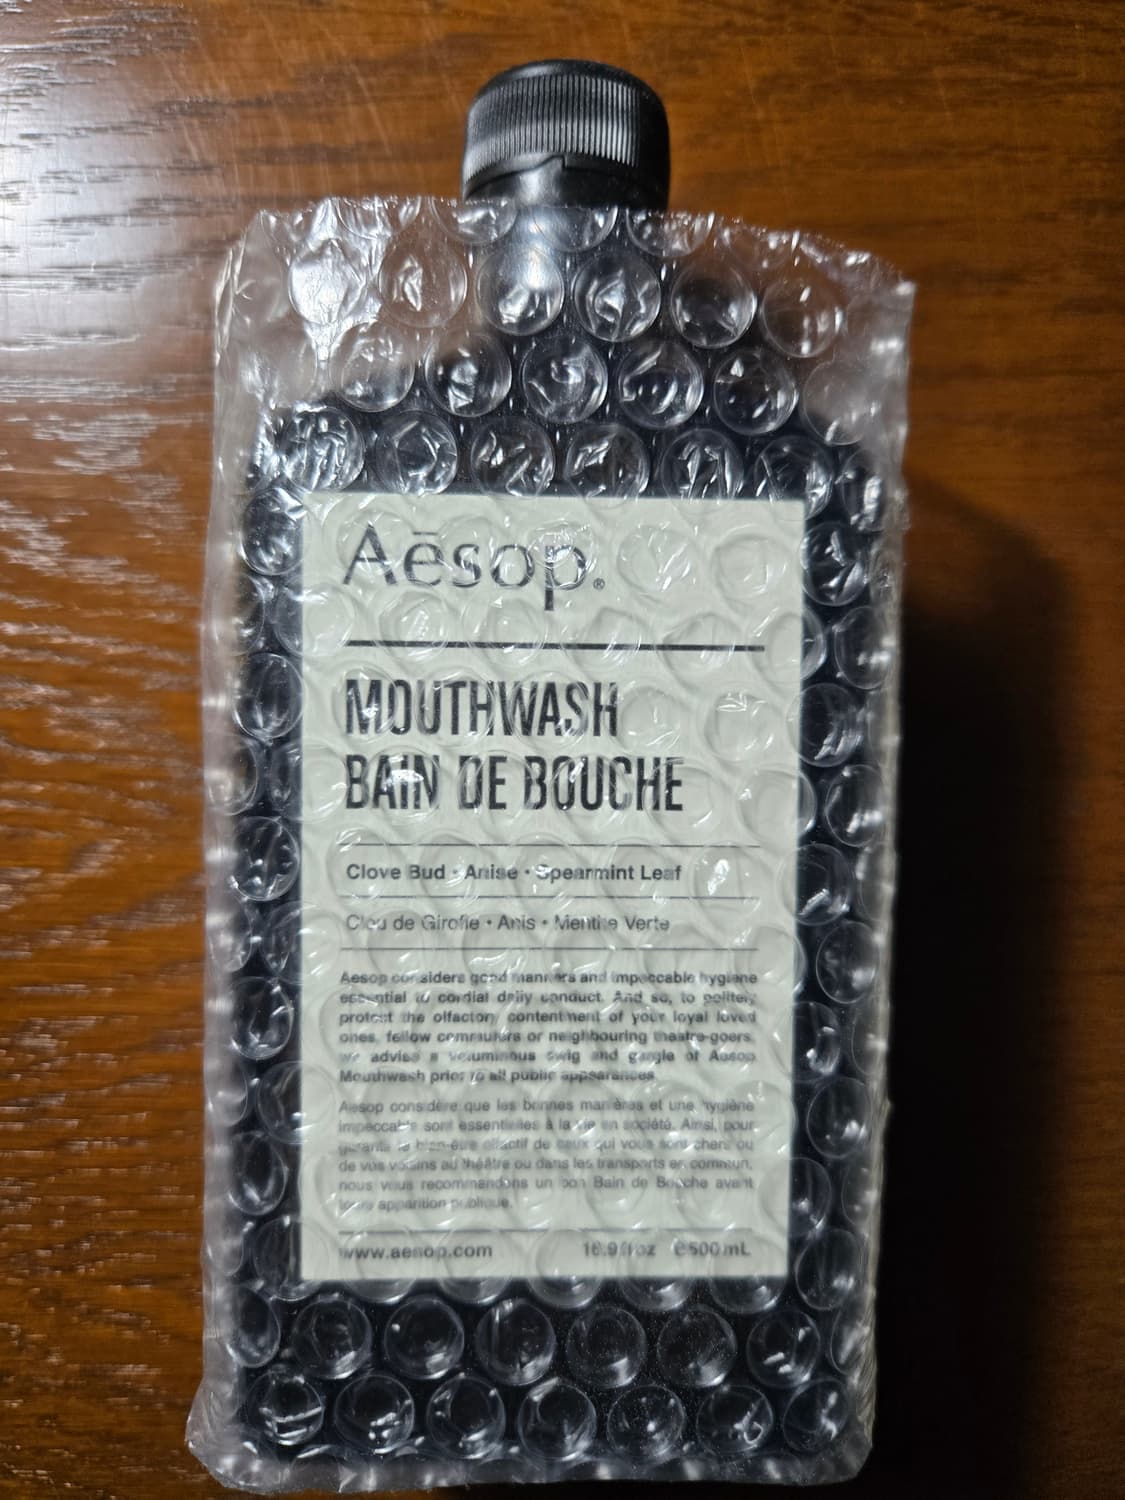 Aēsop®
MOUTHWASH
BAIN DE BOUCHE
Clove Bud • Anise • Spearmint Leaf
Clou de Girofle • Anis • Menthe Verte
Aesop considers good manners and impeccable hygiene
essential to cordial daily conduct. And so, to politely
protect the olfactory contentment of your loyal loved
ones, fellow commuters or neighbouring theatre-goers,
we advise a voluminous swig and gargle of Aesop
Mouthwash prior to all public appearances.
Aesop considère que les bonnes manières et une hygiène
impeccable sont essentielles à la vie en société. Ainsi, pour
garantir le bien-être olfactif de ceux qui vous sont chers ou
de vos voisins au théâtre ou dans les transports en commun,
nous vous recommandons un bon Bain de Bouche avant
toute apparition publique.
www.aesop.com 16.9 fl oz ℮500 mL